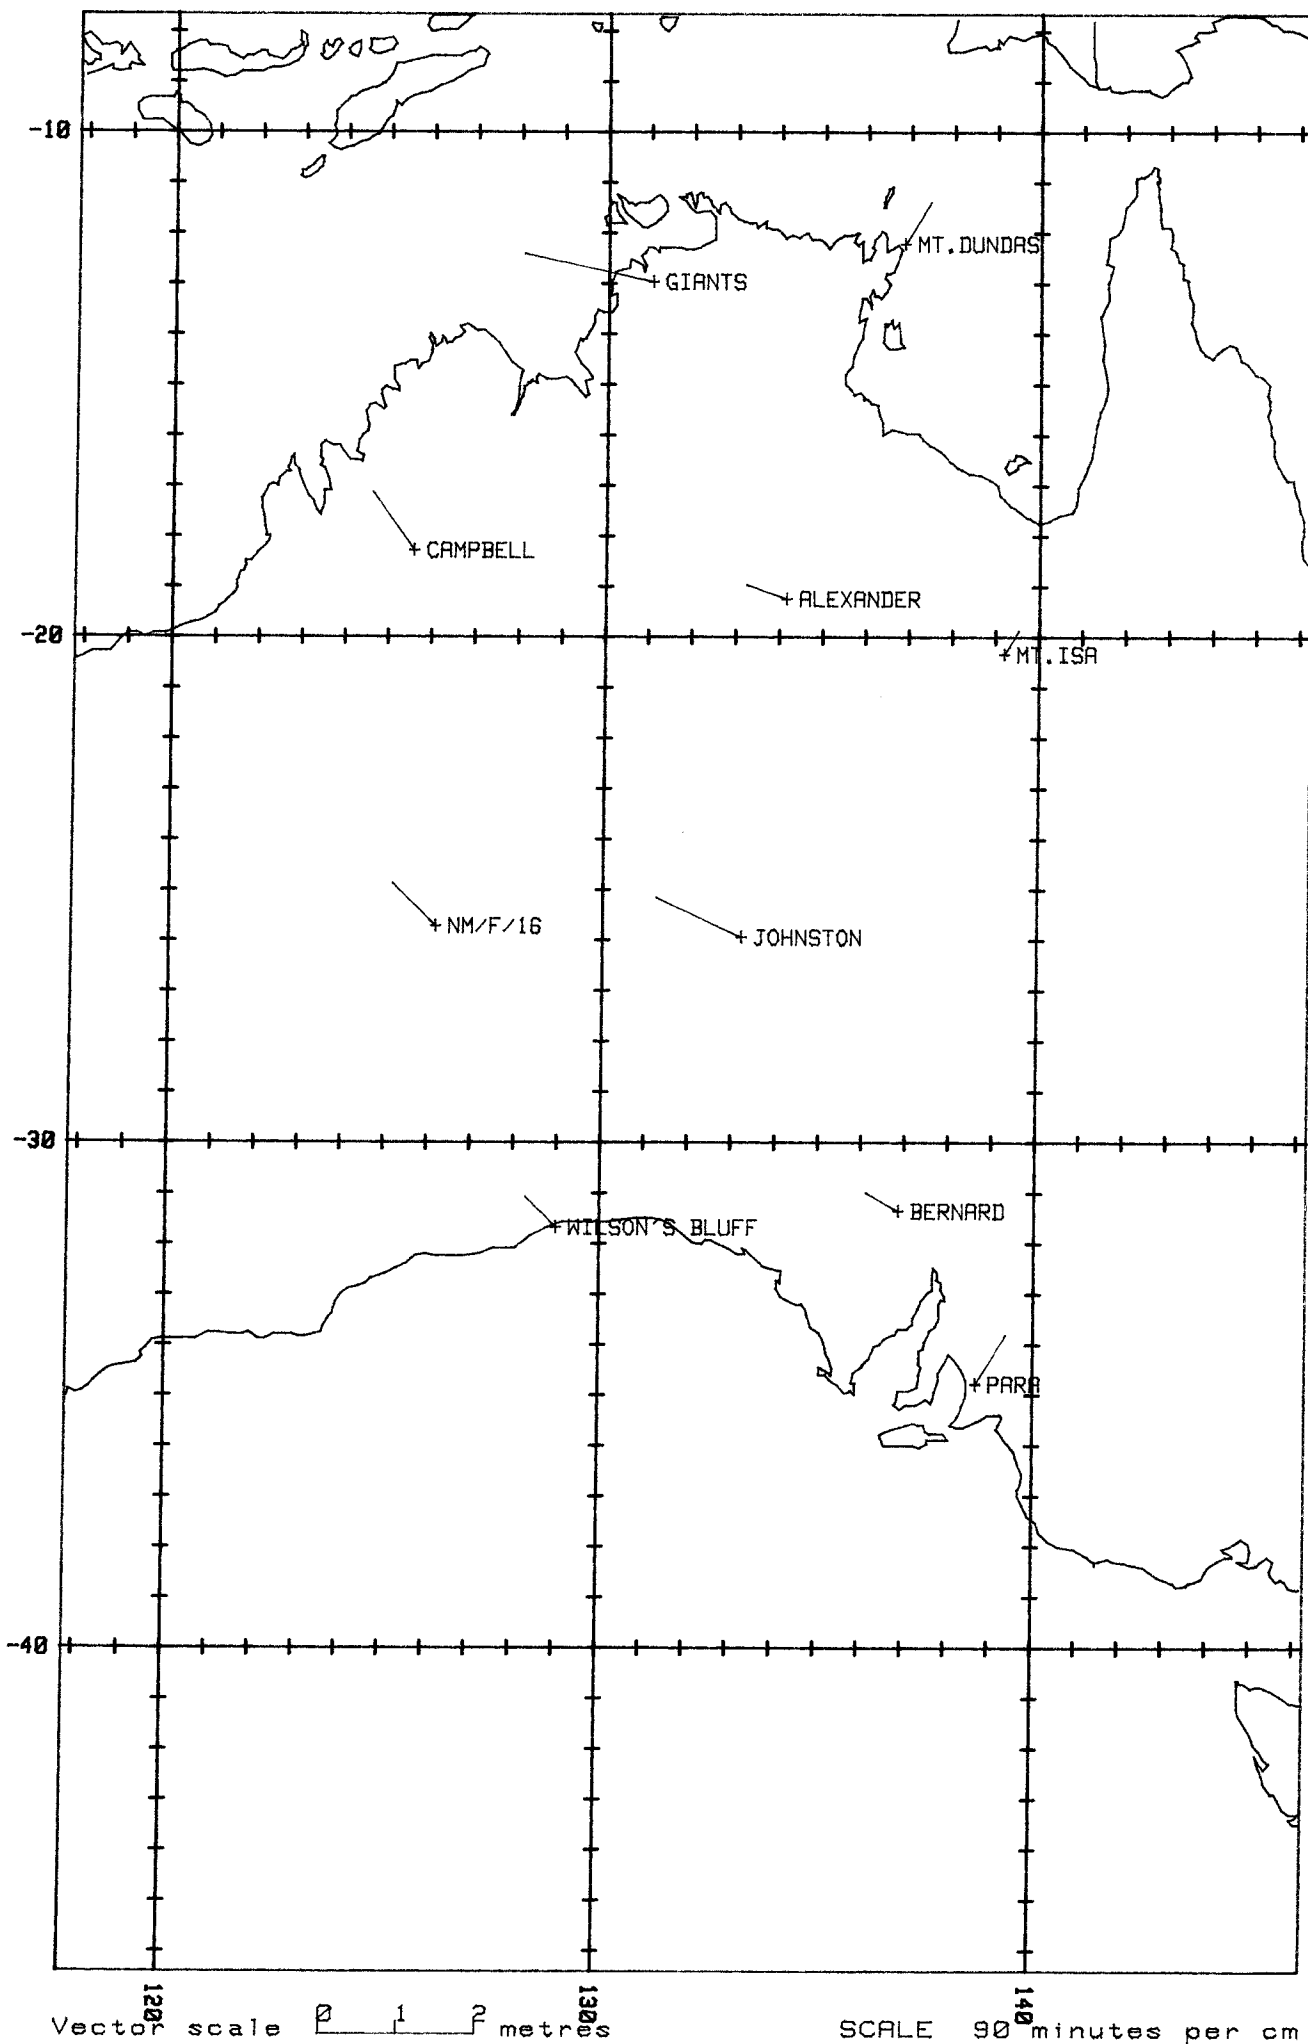 -10
MT.DUNDAS
GIANTS
CAMPBELL
ALEXANDER
-20
MT.ISA
NM/F/16
JOHNSTON
-30
BERNARD
WILSON'S BLUFF
PARA
-40
120
130
140
Vector scale 0 1 2 metres
SCALE 90 minutes per cm